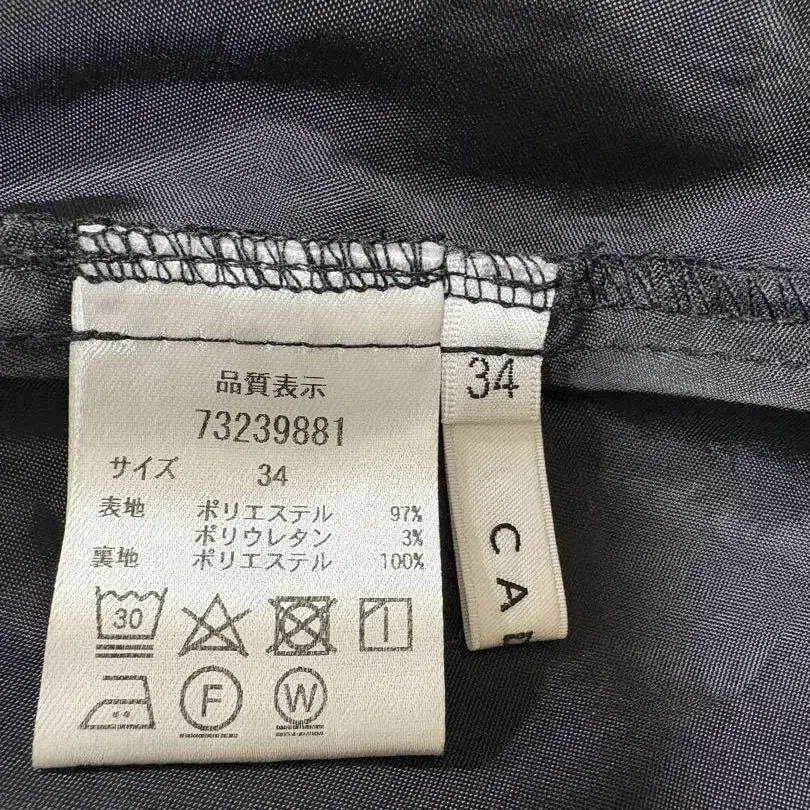 品質表示
73239881
サイズ 34
表地 ポリエステル 97%
ポリウレタン 3%
裏地 ポリエステル 100%
30
F
W
34